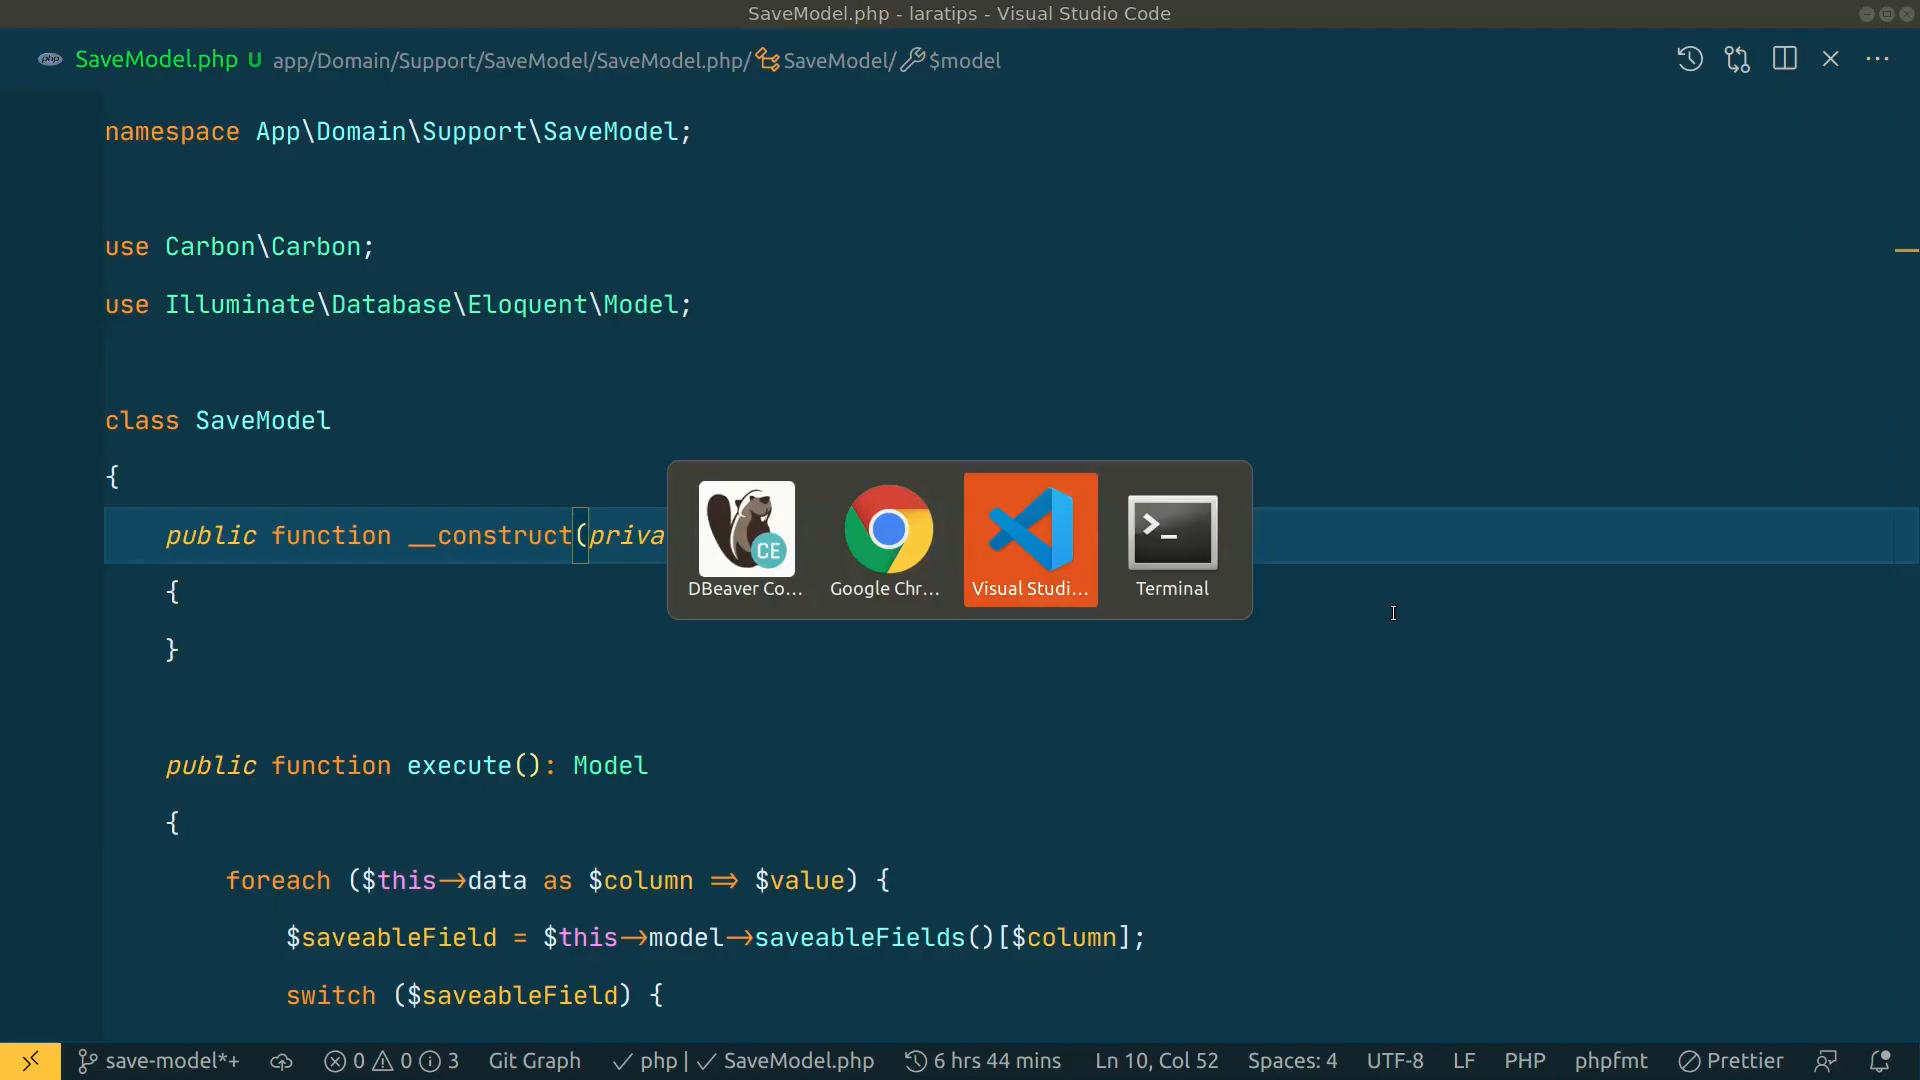 SaveModel.php - laratips - Visual Studio Code
php SaveModel.php U app/Domain/Support/SaveModel/SaveModel.php/ SaveModel/ $model
namespace App\Domain\Support\SaveModel;
use Carbon\Carbon;
use Illuminate\Database\Eloquent\Model;
class SaveModel
{
public function __construct(priva
DBeaver Co...
CE
Google Chr...
Visual Studi...
Terminal
{
}
public function execute(): Model
{
foreach ($this->data as $column => $value) {
$saveableField = $this->model->saveableFields()[$column];
switch ($saveableField) {
save-model*+ 0 0 3 Git Graph php | SaveModel.php 6 hrs 44 mins Ln 10, Col 52 Spaces: 4 UTF-8 LF PHP phpfmt Prettier